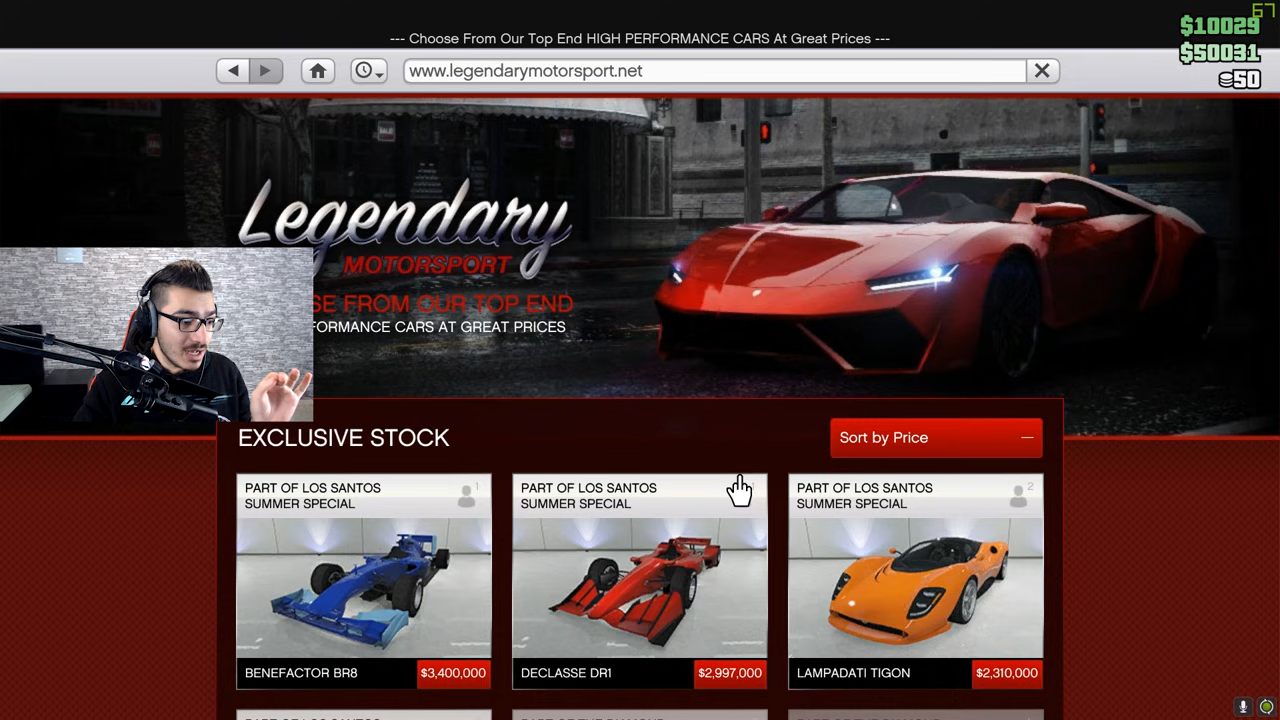 67
--- Choose From Our Top End HIGH PERFORMANCE CARS At Great Prices ---
$10029
$50031
50
www.legendarymotorsport.net
Legendary
MOTORSPORT
SE FROM OUR TOP END
FORMANCE CARS AT GREAT PRICES
EXCLUSIVE STOCK
Sort by Price
PART OF LOS SANTOS
SUMMER SPECIAL
1
BENEFACTOR BR8
$3,400,000
PART OF LOS SANTOS
SUMMER SPECIAL
DECLASSE DR1
$2,997,000
PART OF LOS SANTOS
SUMMER SPECIAL
2
LAMPADATI TIGON
$2,310,000